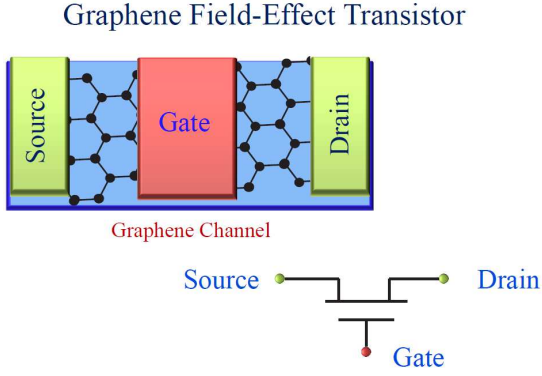 Graphene Field-Effect Transistor
Source
Gate
Drain
Graphene Channel
Source
Drain
Gate